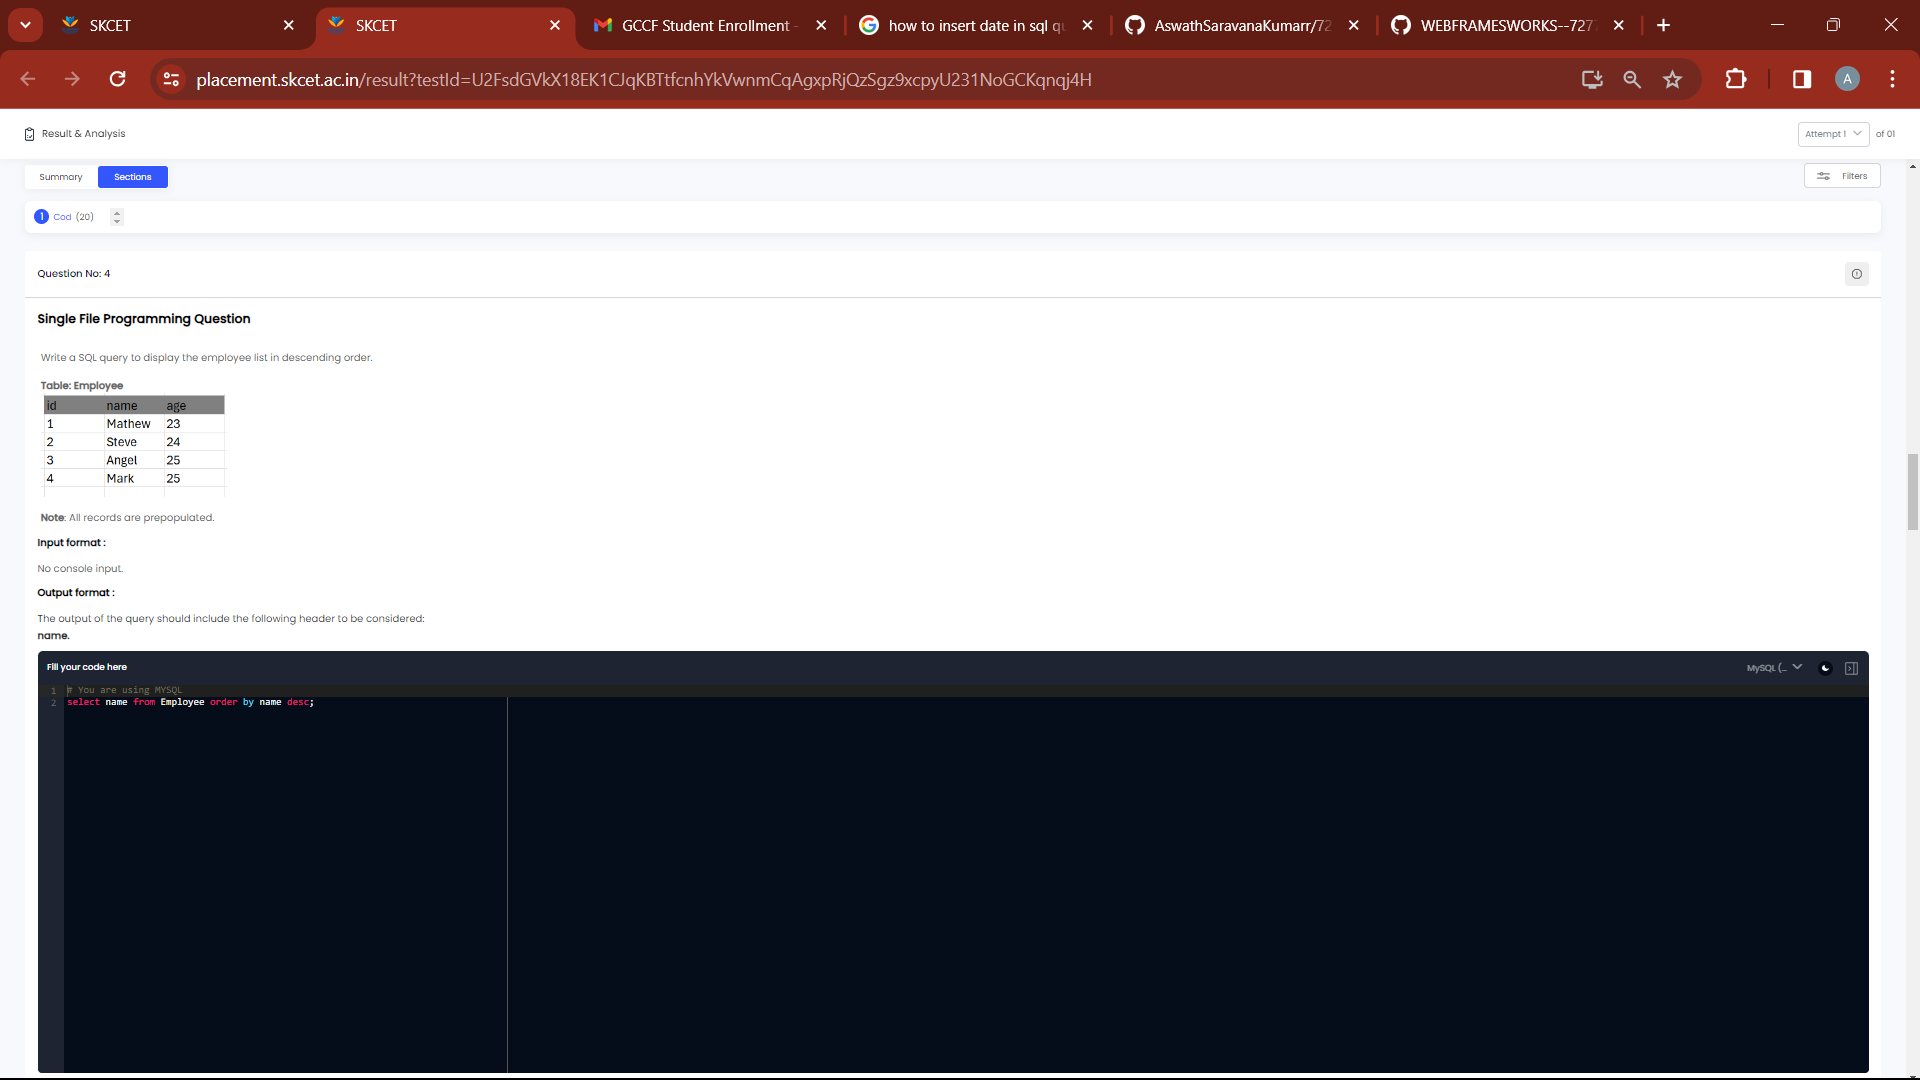 SKCET
SKCET
GCCF Student Enrollment -
how to insert date in sql qu
AswathSaravanaKumarr/72
WEBFRAMESWORKS--727
placement.skcet.ac.in/result?testId=U2FsdGVkX18EK1CJqKBTtfcnhYkVwnmCqAgxpRjQzSgz9xcpyU231NoGCKqnqj4H
A
Result & Analysis
Attempt 1 of 01
Summary Sections
Filters
1 Cod (20)
Question No: 4
Single File Programming Question
Write a SQL query to display the employee list in descending order.
Table: Employee
id name age
1 Mathew 23
2 Steve 24
3 Angel 25
4 Mark 25
Note: All records are prepopulated.
Input format :
No console input.
Output format :
The output of the query should include the following header to be considered:
name.
Fill your code here
MySQL (_
1 # You are using MYSQL
2 select name from Employee order by name desc;